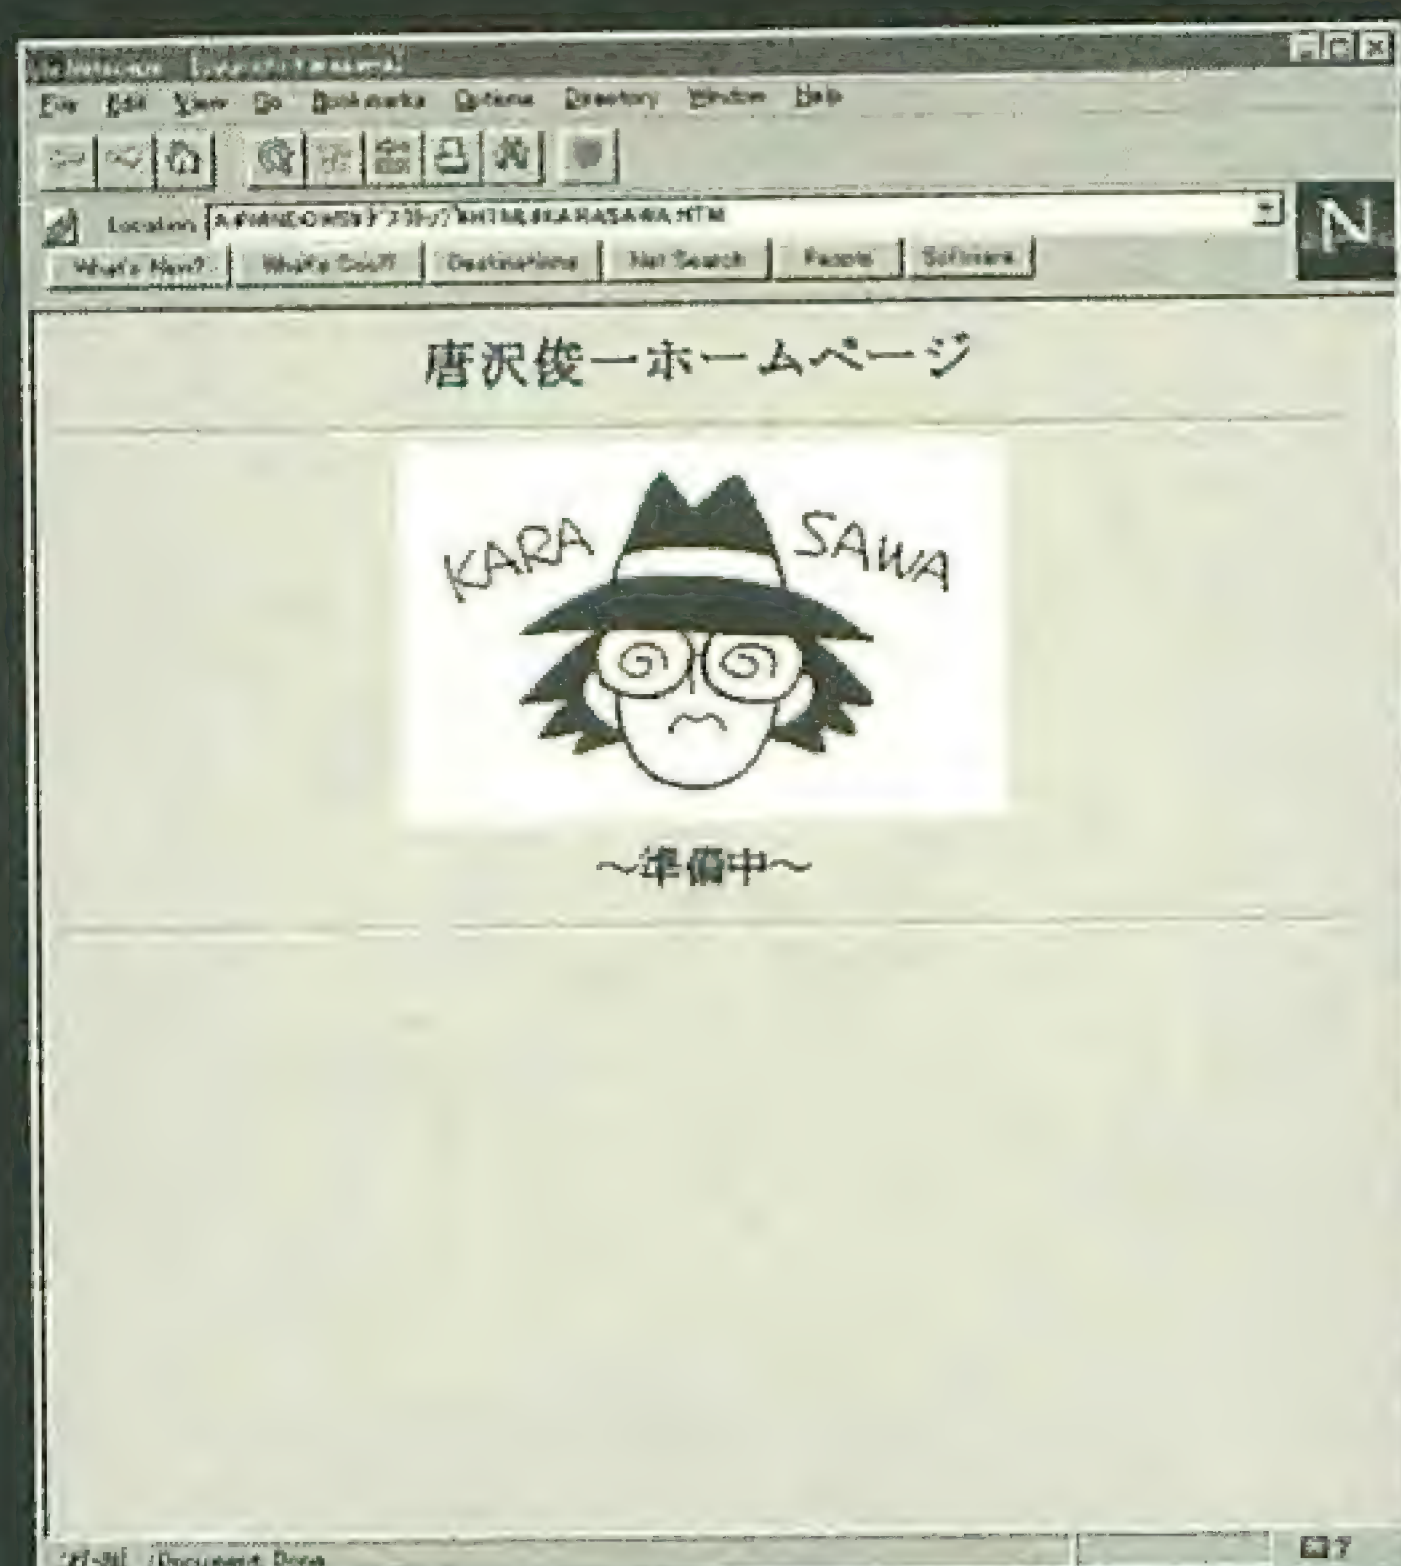 File Edit View Go Bookmarks Options Directory Window Help
Location:
What's New? What's Cool? Destinations Net Search People Software
N
唐沢俊一ホームページ
KARA SAWA
～準備中～
Document: Done